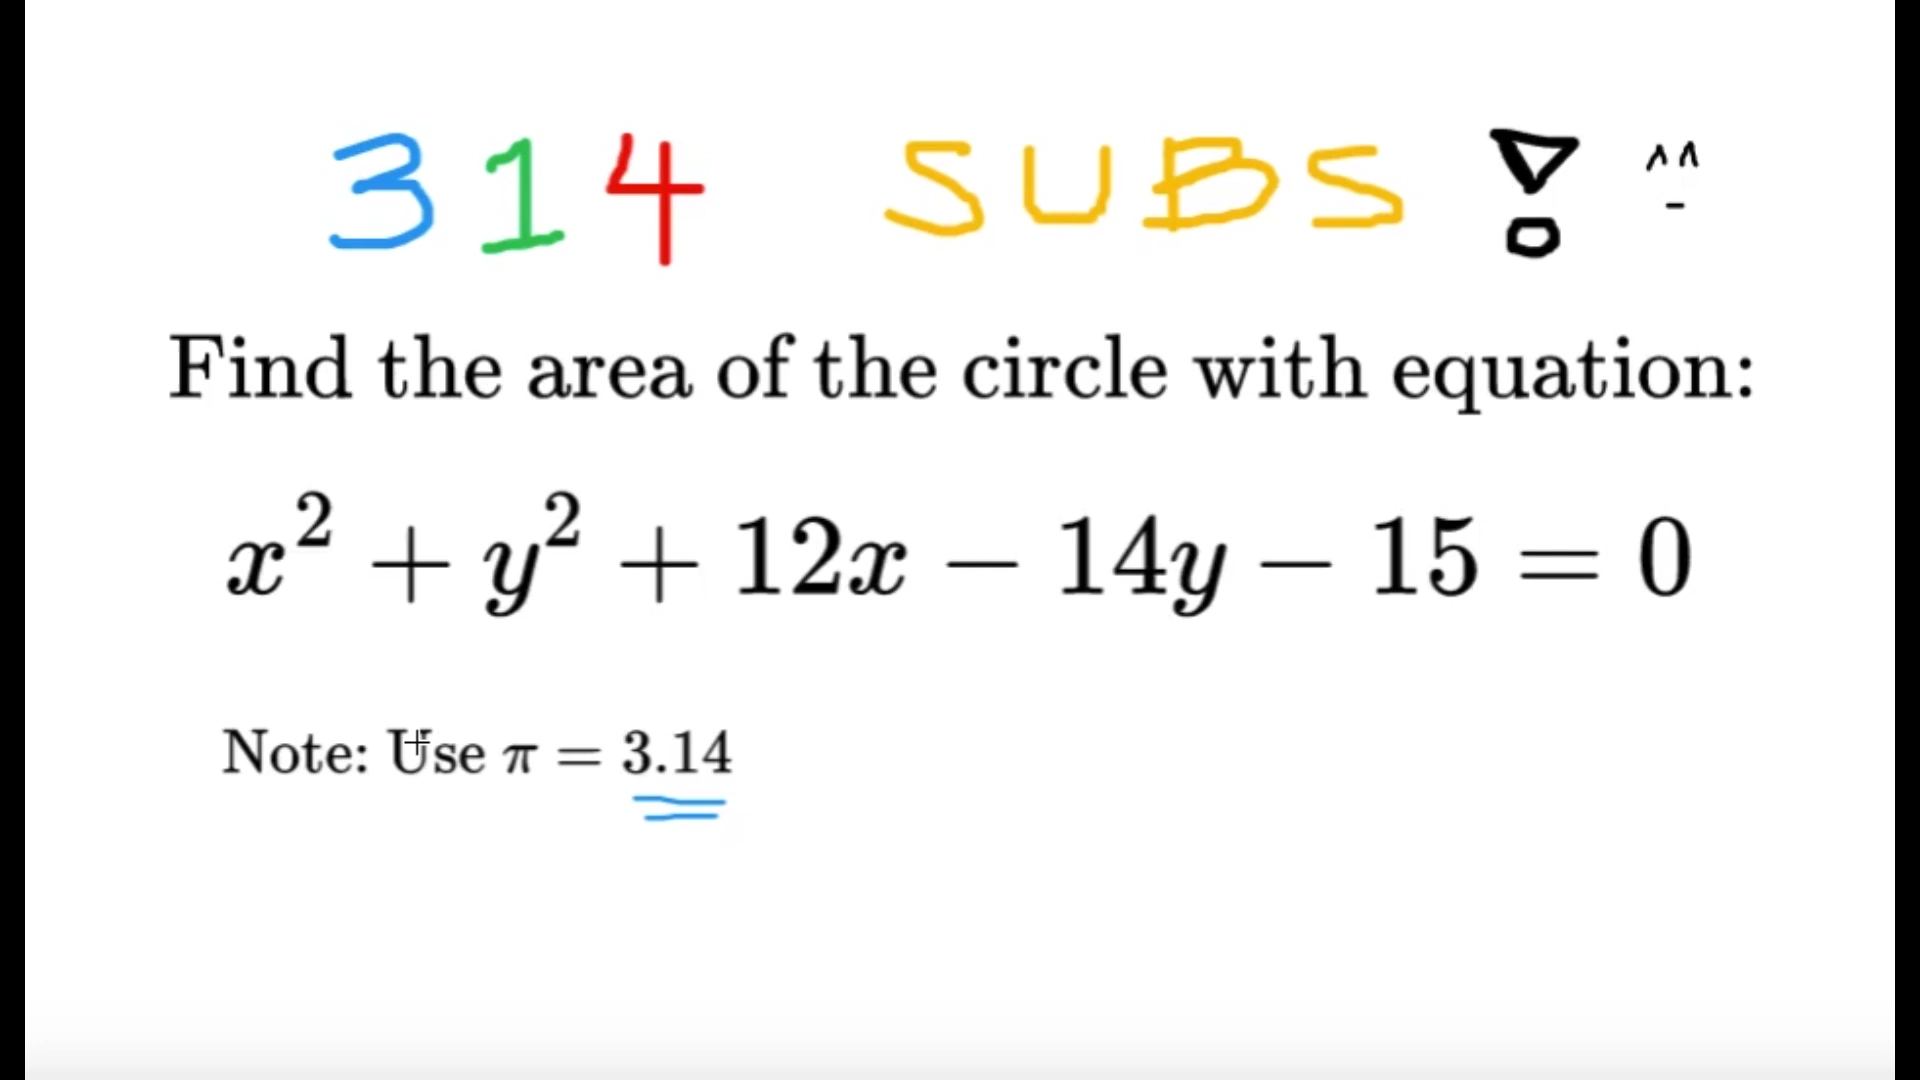 314 SUBS!
Find the area of the circle with equation:
x² + y² + 12x − 14y − 15 = 0
Note: Use π = 3.14